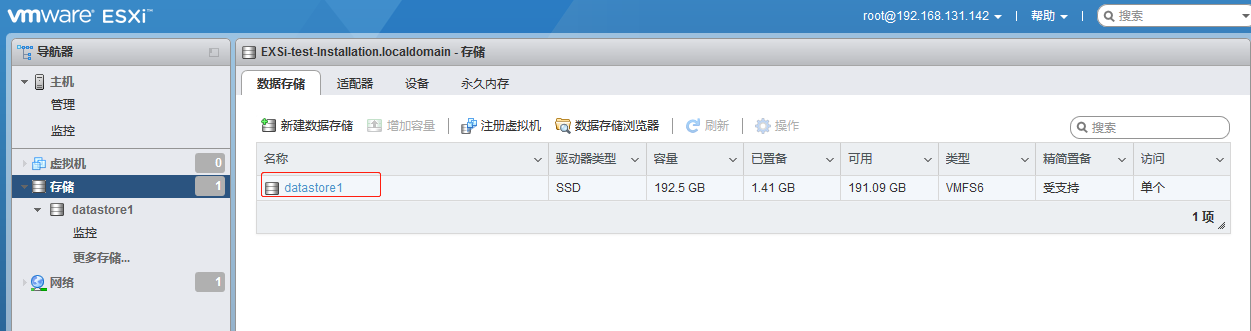 vmware ESXi™
root@192.168.131.142 | 帮助 | 搜索
导航器
主机
管理
监控
虚拟机 0
存储 1
datastore1
监控
更多存储...
网络 1
EXSi-test-Installation.localdomain - 存储
数据存储 适配器 设备 永久内存
新建数据存储 增加容量 注册虚拟机 数据存储浏览器 刷新 操作 搜索
名称 驱动器类型 容量 已置备 可用 类型 精简置备 访问
datastore1 SSD 192.5 GB 1.41 GB 191.09 GB VMFS6 受支持 单个
1 项